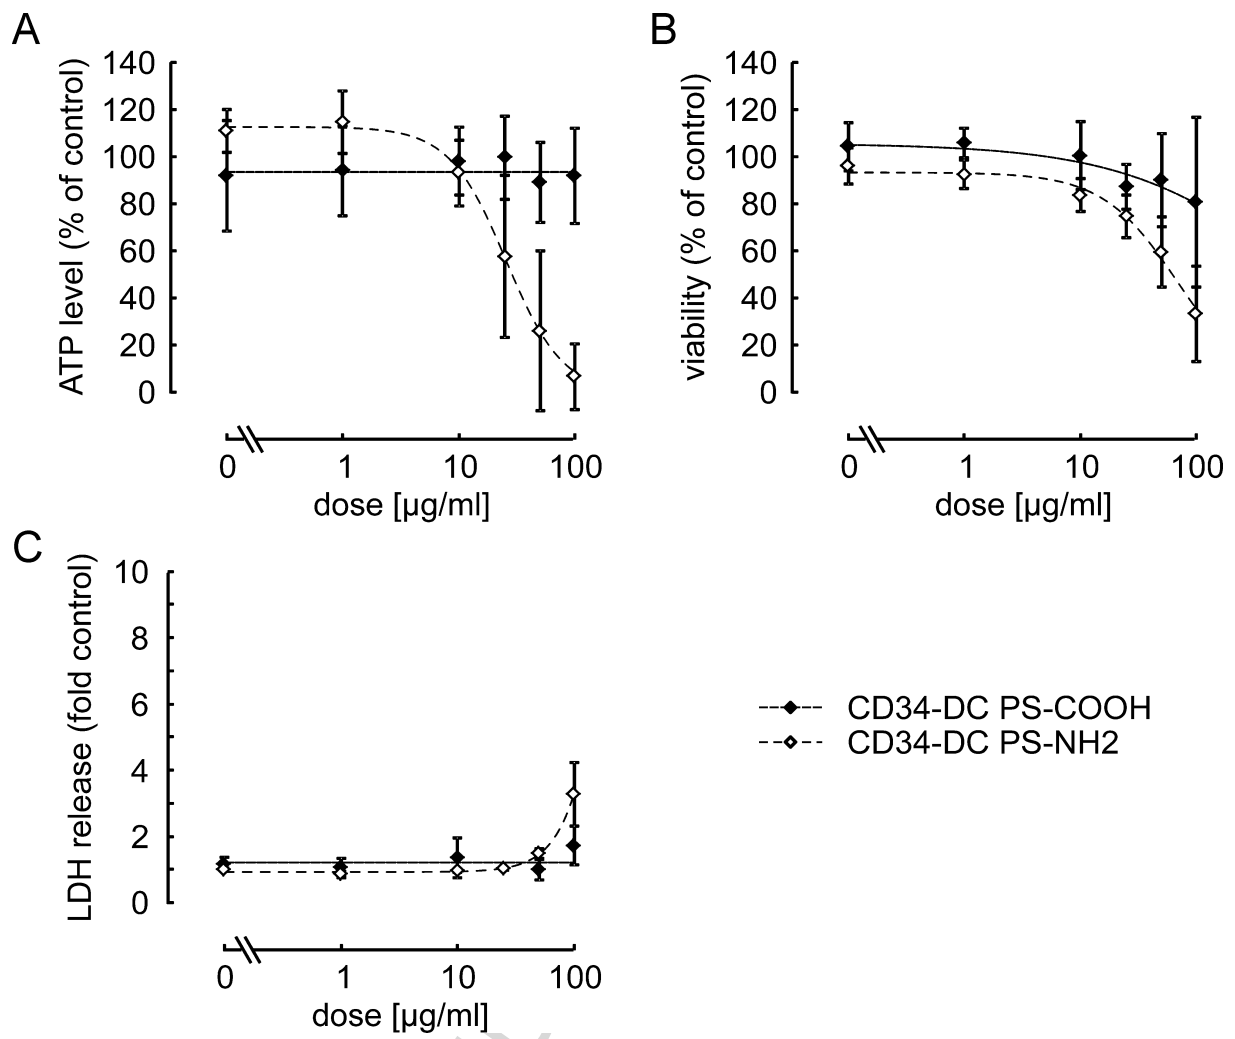 A
B
ATP level (% of control)
140
120
100
80
60
40
20
0
0 1 10 100
dose [µg/ml]
viability (% of control)
140
120
100
80
60
40
20
0
0 1 10 100
dose [µg/ml]
C
LDH release (fold control)
10
8
6
4
2
0
0 1 10 100
dose [µg/ml]
CD34-DC PS-COOH
CD34-DC PS-NH2